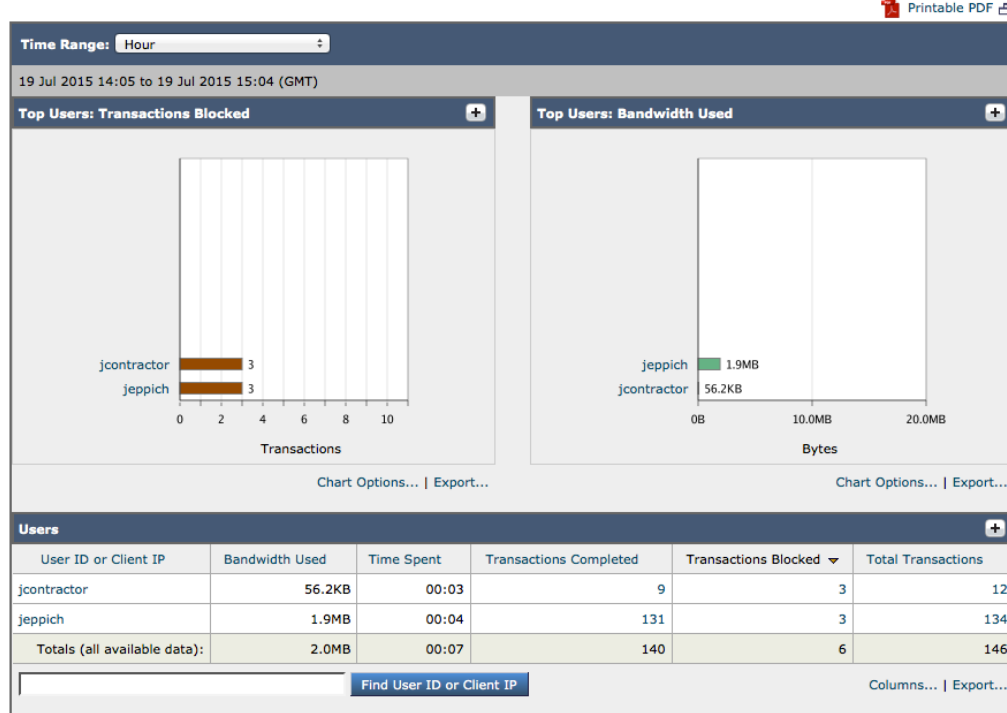 Printable PDF
Time Range: Hour
19 Jul 2015 14:05 to 19 Jul 2015 15:04 (GMT)
Top Users: Transactions Blocked
jcontractor 3
jeppich 3
0 2 4 6 8 10
Transactions
Chart Options... | Export...
Top Users: Bandwidth Used
jeppich 1.9MB
jcontractor 56.2KB
0B 10.0MB 20.0MB
Bytes
Chart Options... | Export...
Users
User ID or Client IP Bandwidth Used Time Spent Transactions Completed Transactions Blocked Total Transactions
jcontractor 56.2KB 00:03 9 3 12
jeppich 1.9MB 00:04 131 3 134
Totals (all available data): 2.0MB 00:07 140 6 146
Find User ID or Client IP
Columns... | Export...